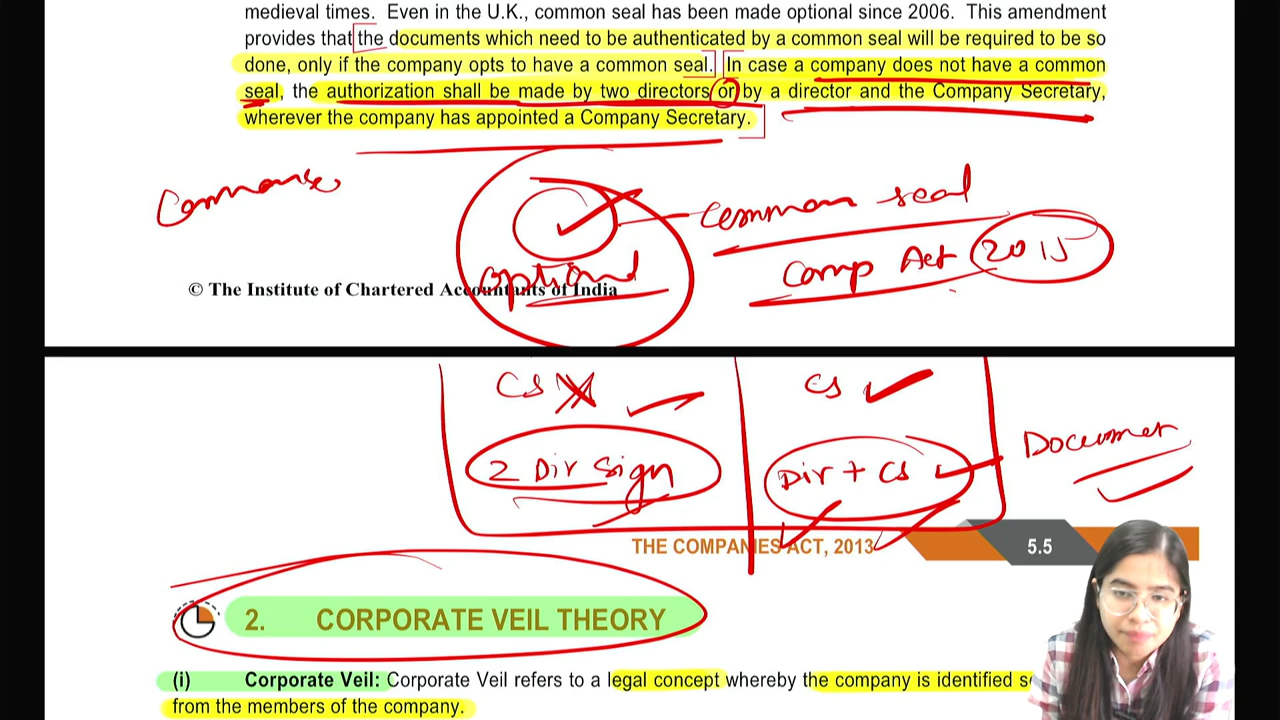 medieval times. Even in the U.K., common seal has been made optional since 2006. This amendment
provides that the documents which need to be authenticated by a common seal will be required to be so
done, only if the company opts to have a common seal. In case a company does not have a common
seal, the authorization shall be made by two directors or by a director and the Company Secretary,
wherever the company has appointed a Company Secretary.
common seal
optional
Comp Act 2015
© The Institute of Chartered Accountants of India
CS CS
Documen
2 Dir Sign Dir + CS
THE COMPANIES ACT, 2013 5.5
2. CORPORATE VEIL THEORY
(i) Corporate Veil: Corporate Veil refers to a legal concept whereby the company is identified
from the members of the company.